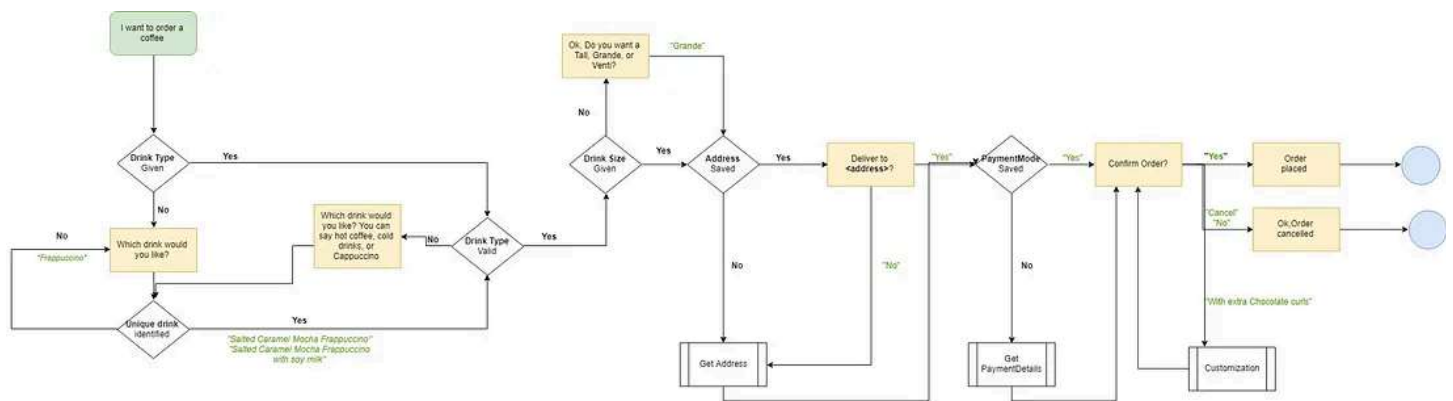 I want to order a
coffee
Drink Type
Given
Yes
No
Which drink would
you like?
No
"Frappuccino"
Unique drink
identified
Yes
"Salted Caramel Mocha Frappuccino"
"Salted Caramel Mocha Frappuccino
with soy milk"
Which drink would
you like? You can
say hot coffee, cold
drinks, or
Cappuccino
No
Drink Type
Valid
Yes
Ok, Do you want a
Tall, Grande, or
Venti?
"Grande"
No
Drink Size
Given
Yes
Address
Saved
Yes
No
Deliver to
<address>?
"Yes"
"No"
Get Address
PaymentMode
Saved
"Yes"
No
Get
PaymentDetails
Confirm Order?
"Yes"
Order
placed
"Cancel"
"No"
Ok,Order
cancelled
"With extra Chocolate curls"
Customization